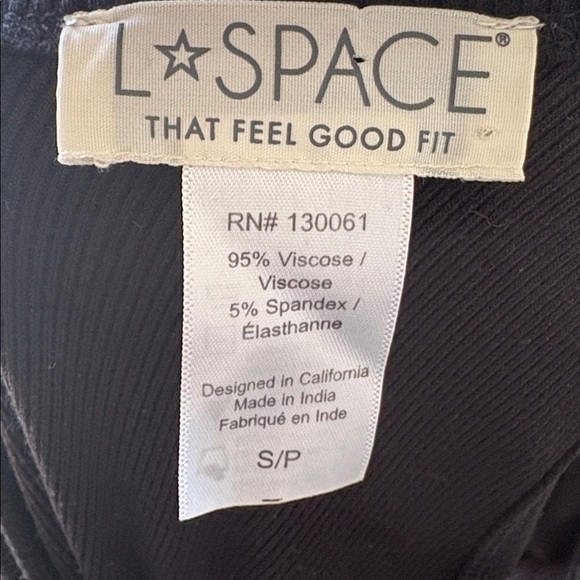 L☆SPACE®
THAT FEEL GOOD FIT
RN# 130061
95% Viscose /
Viscose
5% Spandex /
Élasthanne
Designed in California
Made in India
Fabriqué en Inde
S/P